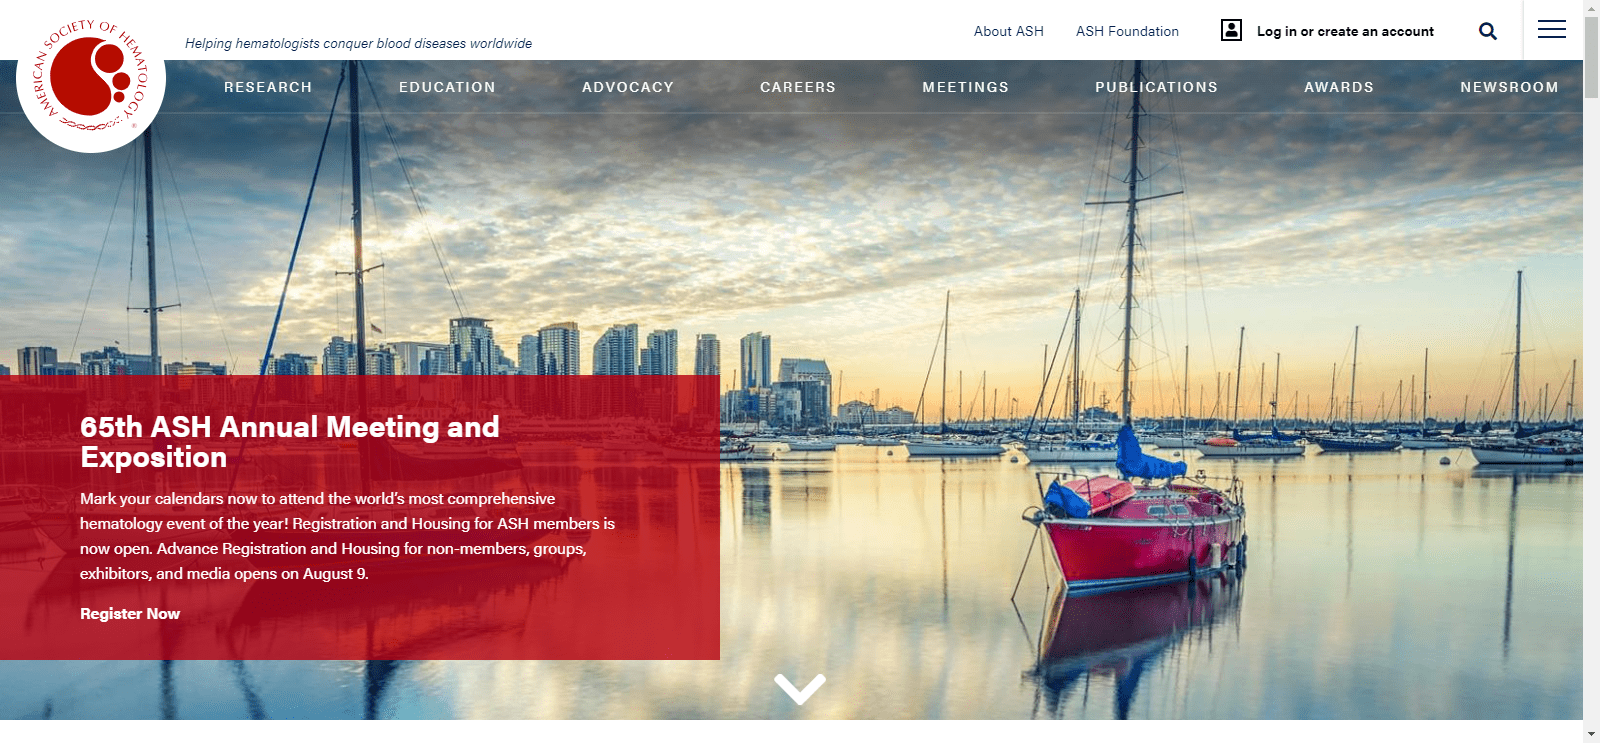 AMERICAN SOCIETY OF HEMATOLOGY
®
Helping hematologists conquer blood diseases worldwide
About ASH
ASH Foundation
Log in or create an account
RESEARCH
EDUCATION
ADVOCACY
CAREERS
MEETINGS
PUBLICATIONS
AWARDS
NEWSROOM
65th ASH Annual Meeting and
Exposition
Mark your calendars now to attend the world’s most comprehensive
hematology event of the year! Registration and Housing for ASH members is
now open. Advance Registration and Housing for non-members, groups,
exhibitors, and media opens on August 9.
Register Now